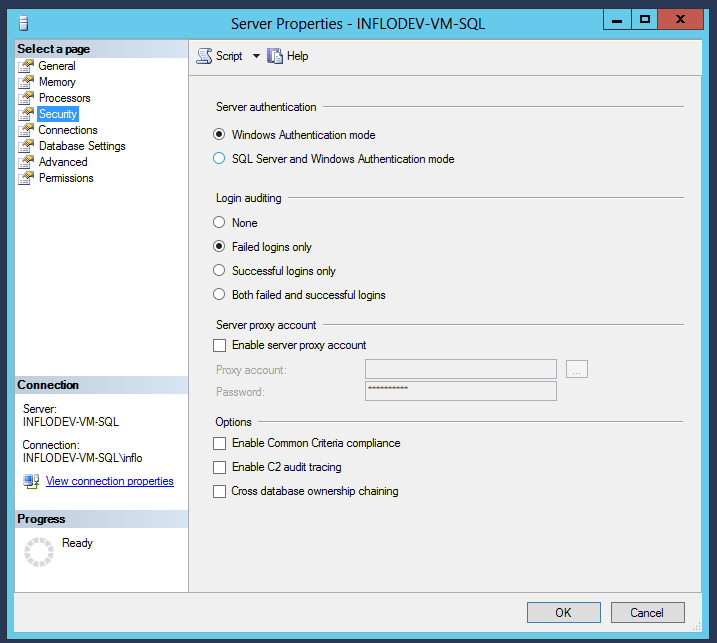 Server Properties - INFLODEV-VM-SQL
Select a page
General
Memory
Processors
Security
Connections
Database Settings
Advanced
Permissions
Connection
Server:
INFLODEV-VM-SQL
Connection:
INFLODEV-VM-SQL\inflo
View connection properties
Progress
Ready
Script Help
Server authentication
Windows Authentication mode
SQL Server and Windows Authentication mode
Login auditing
None
Failed logins only
Successful logins only
Both failed and successful logins
Server proxy account
Enable server proxy account
Proxy account:
...
Password: **********
Options
Enable Common Criteria compliance
Enable C2 audit tracing
Cross database ownership chaining
OK Cancel